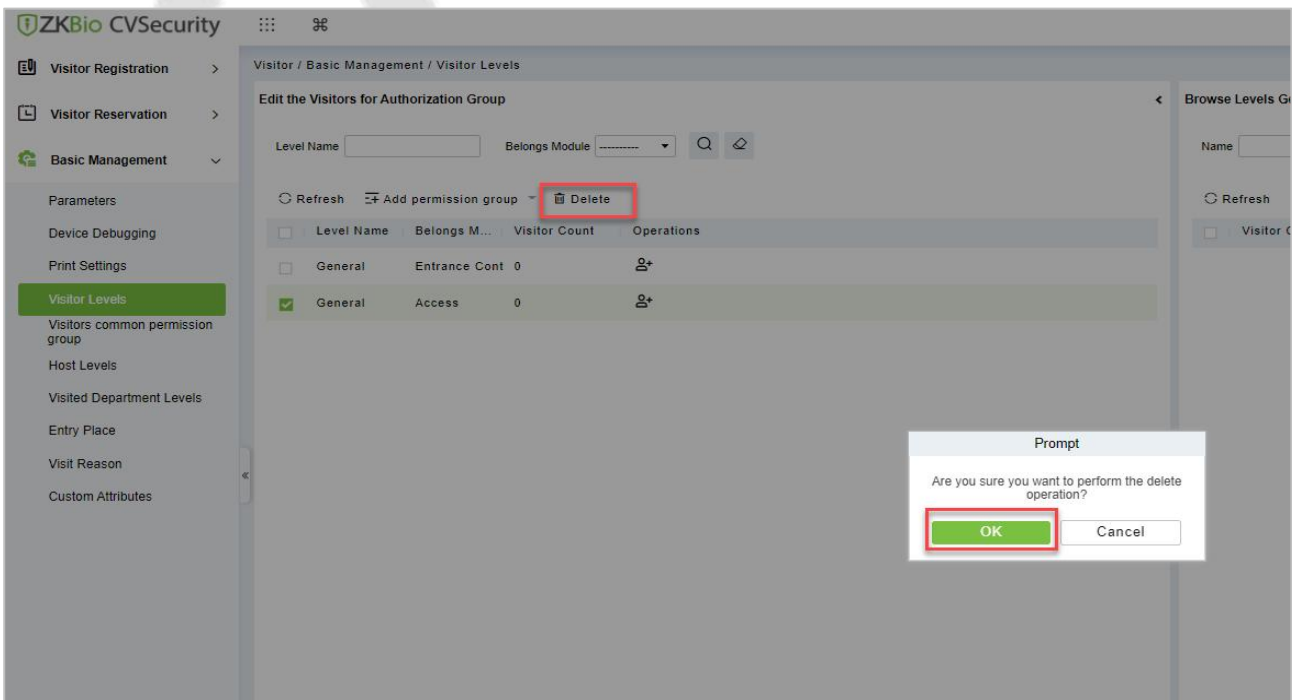 ZKBio CVSecurity
Visitor Registration
Visitor Reservation
Basic Management
Parameters
Device Debugging
Print Settings
Visitor Levels
Visitors common permission
group
Host Levels
Visited Department Levels
Entry Place
Visit Reason
Custom Attributes
Visitor / Basic Management / Visitor Levels
Edit the Visitors for Authorization Group
Level Name
Belongs Module ----------
Refresh Add permission group Delete
Level Name Belongs M... Visitor Count Operations
General Entrance Cont 0
General Access 0
Browse Levels
Name
Refresh
Visitor
Prompt
Are you sure you want to perform the delete
operation?
OK Cancel